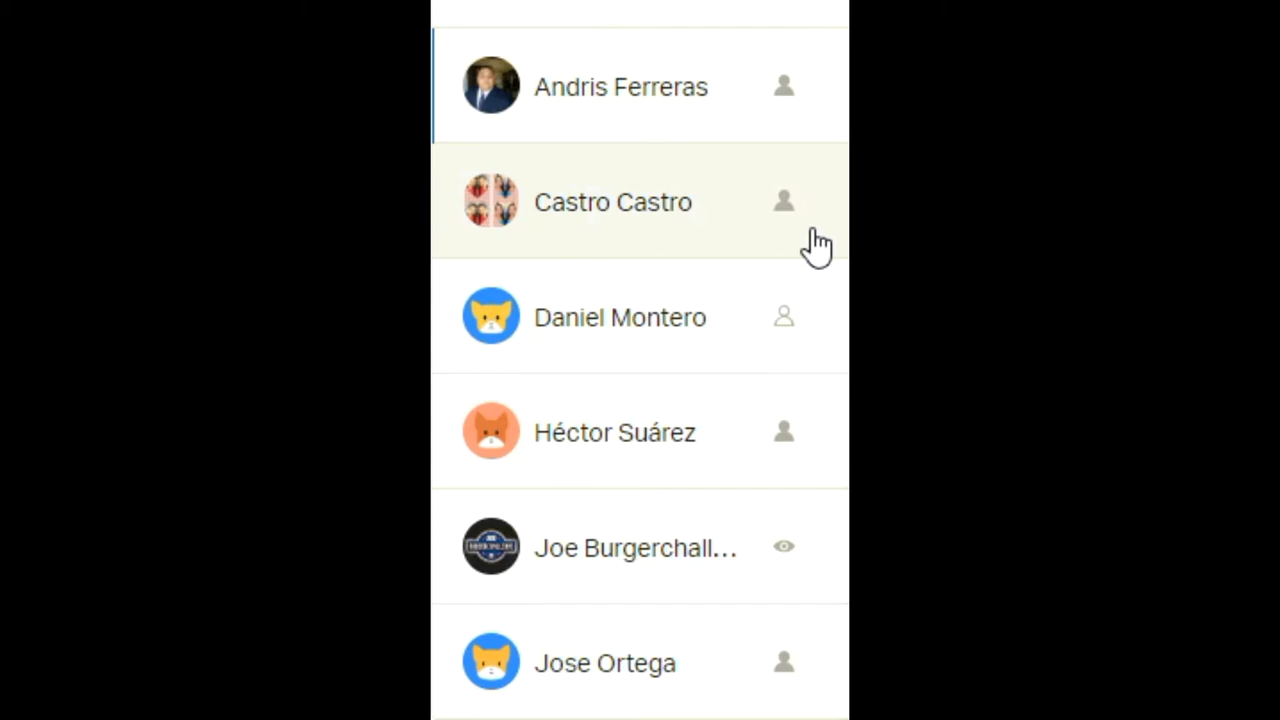 Andris Ferreras
Castro Castro
Daniel Montero
Héctor Suárez
Joe Burgerchall...
Jose Ortega